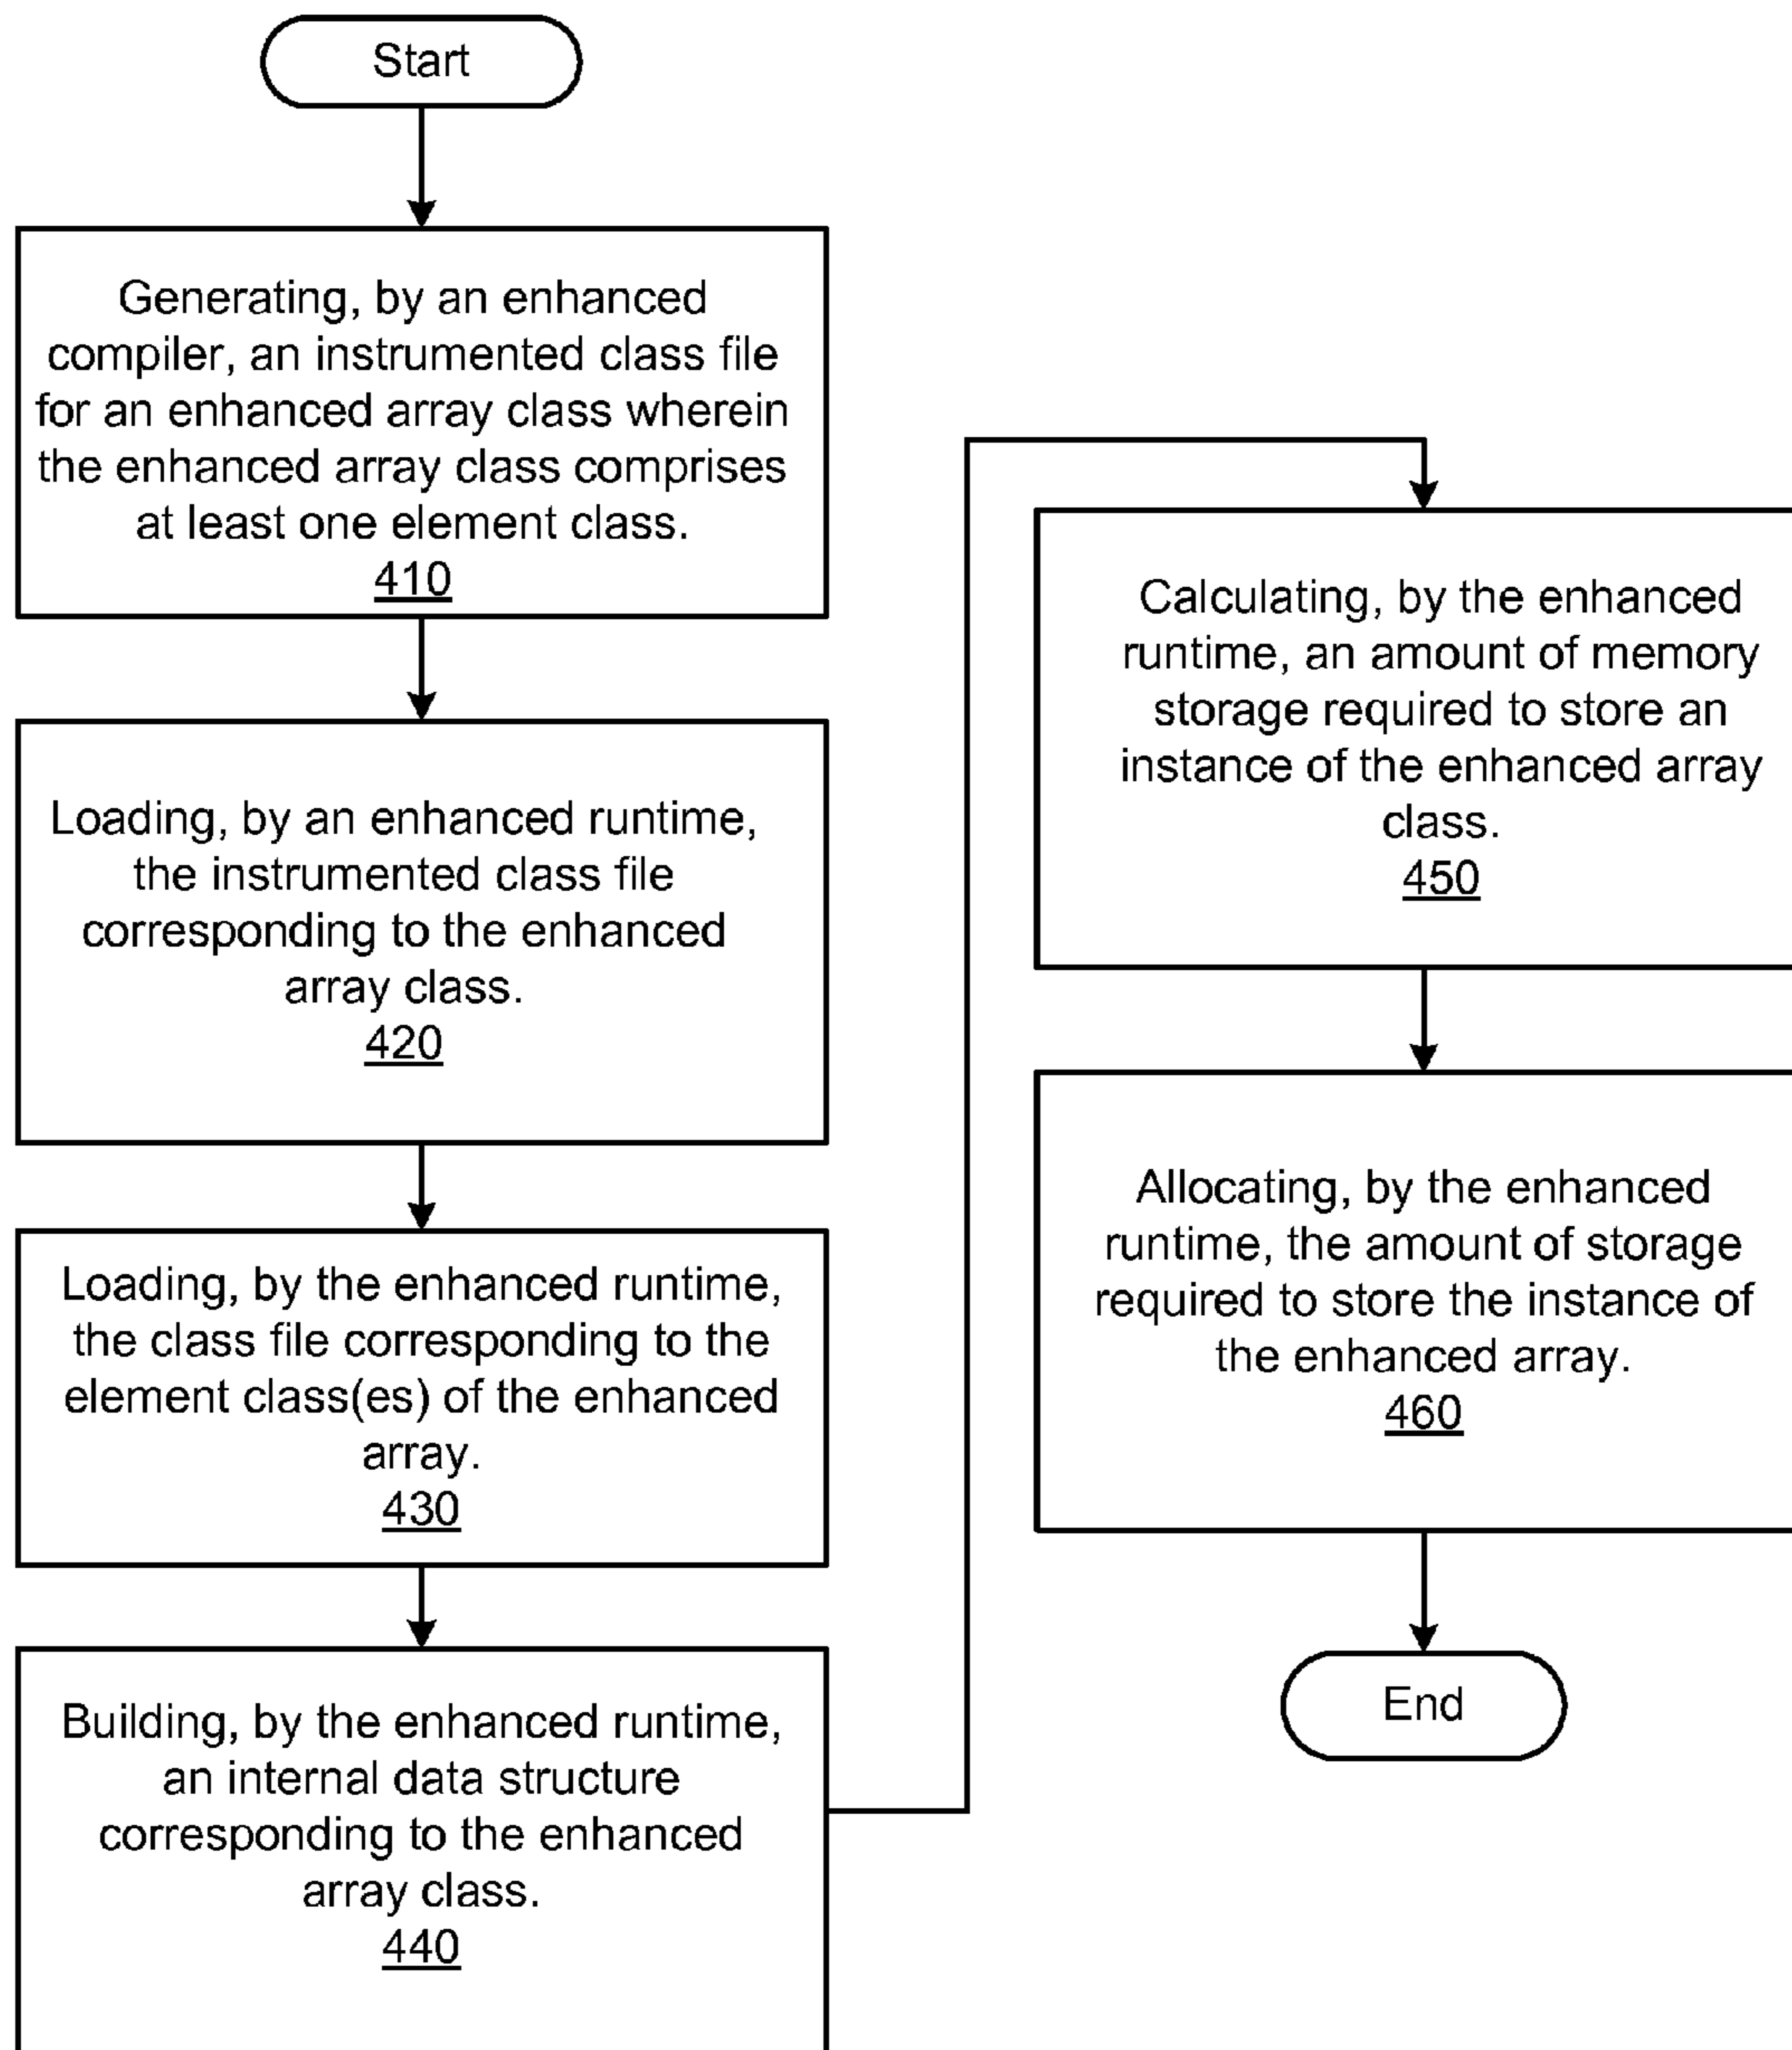 Start
Generating, by an enhanced
compiler, an instrumented class file
for an enhanced array class wherein
the enhanced array class comprises
at least one element class.
410
Loading, by an enhanced runtime,
the instrumented class file
corresponding to the enhanced
array class.
420
Loading, by the enhanced runtime,
the class file corresponding to the
element class(es) of the enhanced
array.
430
Building, by the enhanced runtime,
an internal data structure
corresponding to the enhanced
array class.
440
Calculating, by the enhanced
runtime, an amount of memory
storage required to store an
instance of the enhanced array
class.
450
Allocating, by the enhanced
runtime, the amount of storage
required to store the instance of
the enhanced array.
460
End